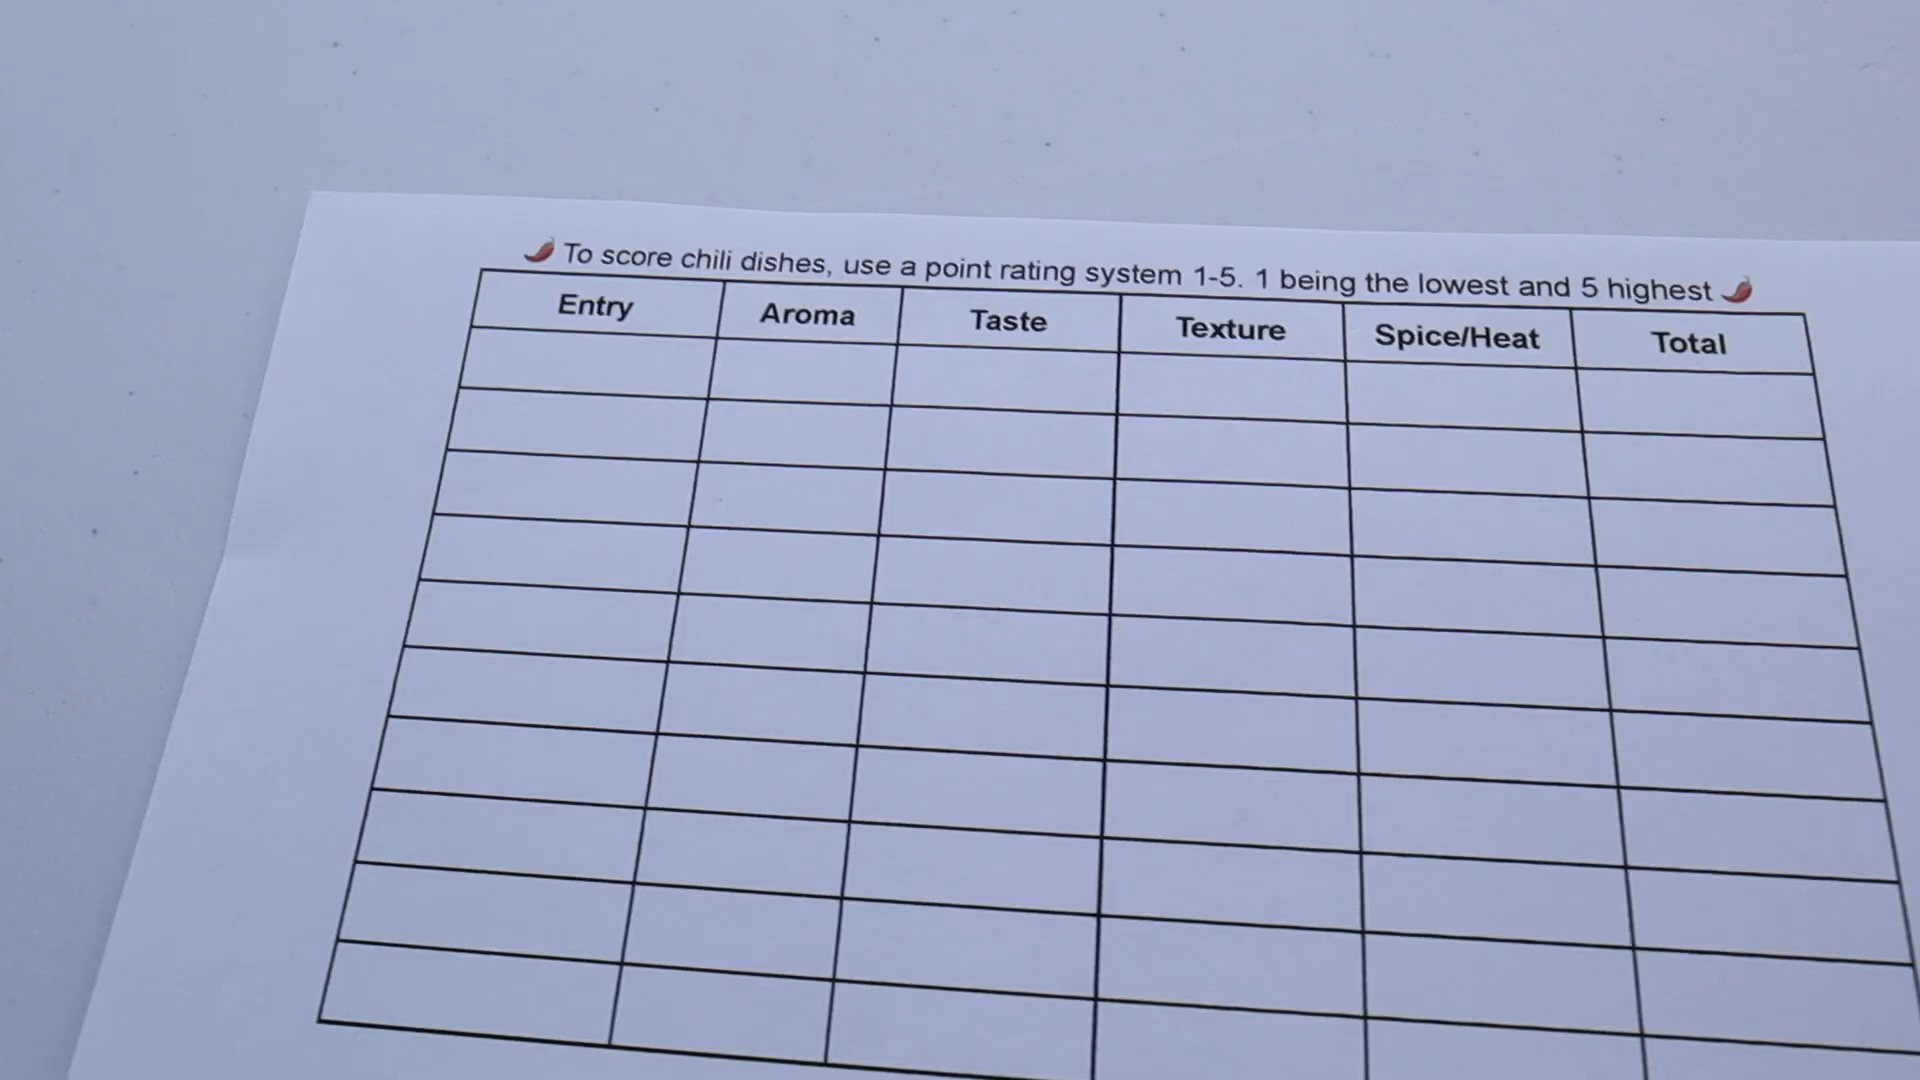 🌶️ To score chili dishes, use a point rating system 1-5. 1 being the lowest and 5 highest 🌶️
Entry Aroma Taste Texture Spice/Heat Total